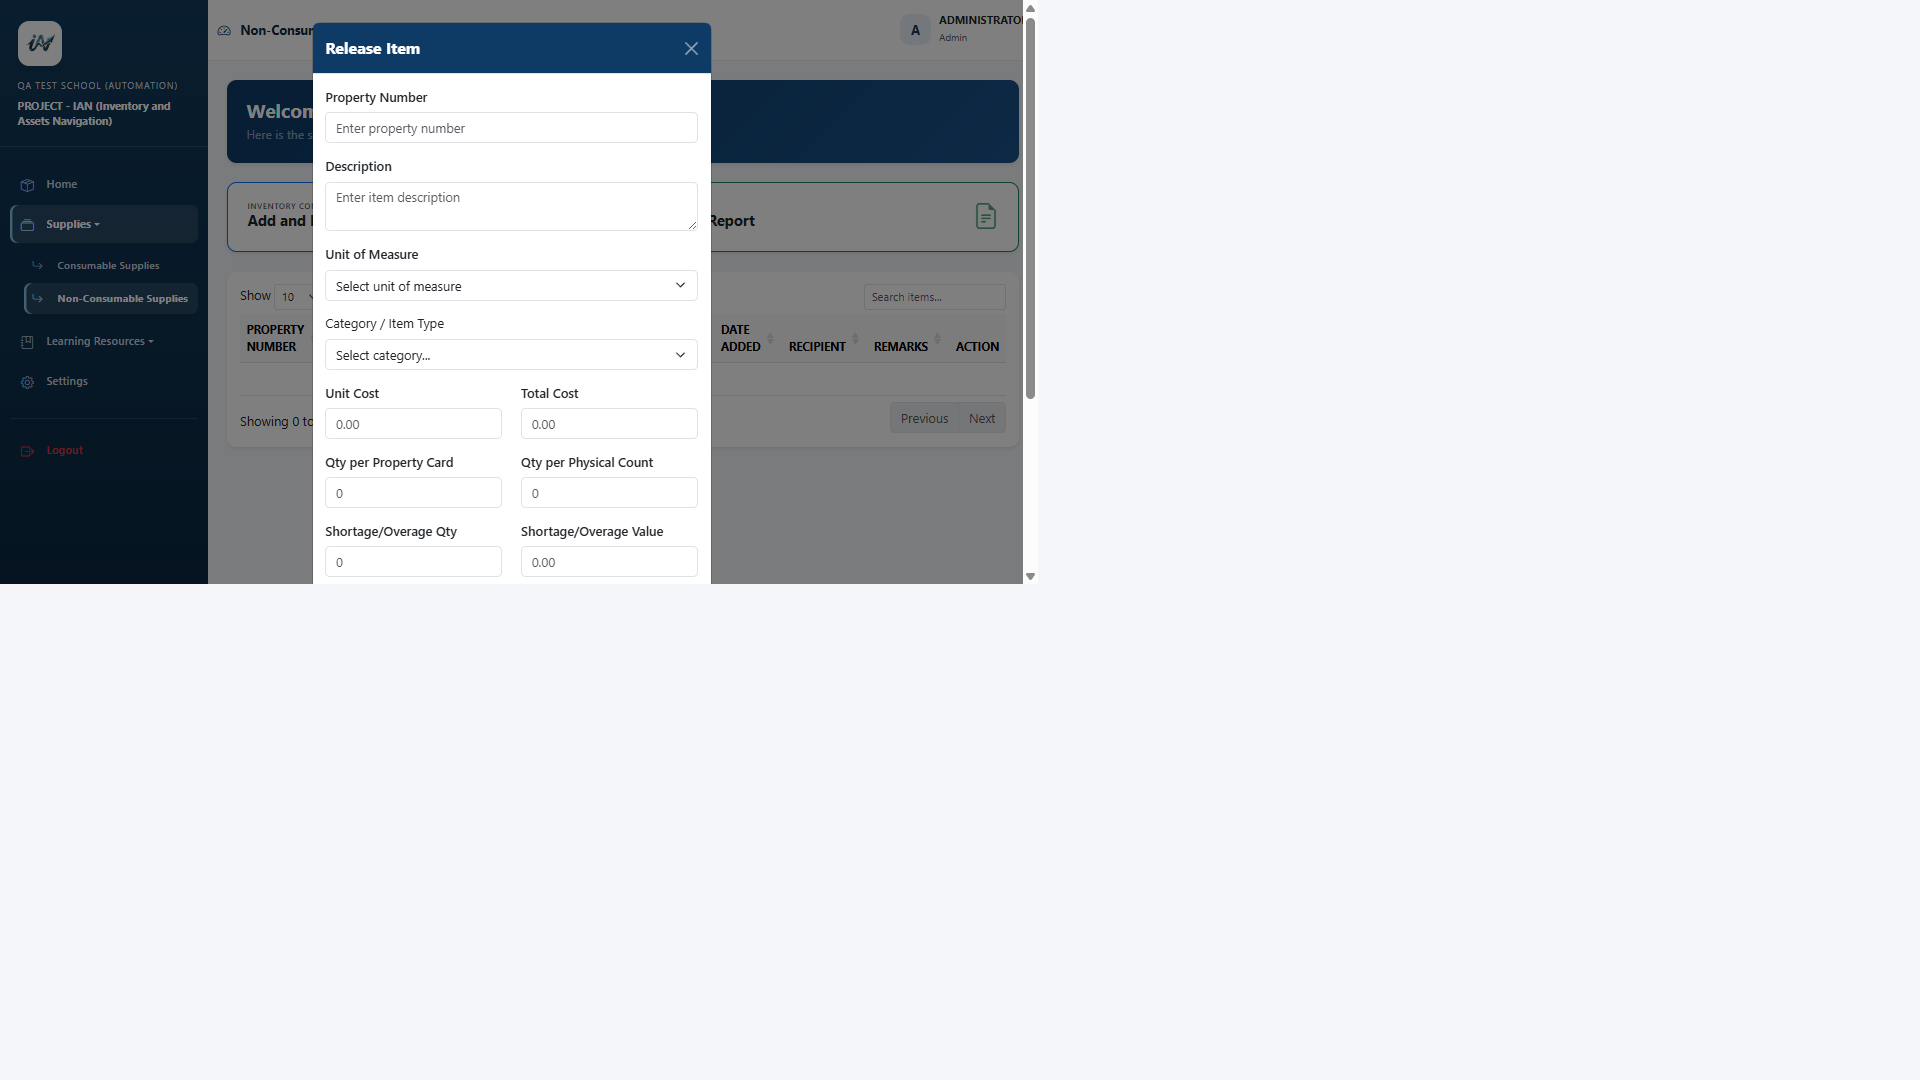 QA TEST SCHOOL (AUTOMATION)
PROJECT - IAN (Inventory and
Assets Navigation)
Home
Supplies
Consumable Supplies
Non-Consumable Supplies
Learning Resources
Settings
Logout
A
ADMINISTRATO
Admin
Here is the
INVENTORY
Add and
Report
Show 10
Search items...
PROPERTY NUMBER
DATE ADDED
RECIPIENT
REMARKS
ACTION
Showing 0 to
Previous
Next
Release Item
Property Number
Enter property number
Description
Enter item description
Unit of Measure
Select unit of measure
Category / Item Type
Select category...
Unit Cost
Total Cost
0.00
0.00
Qty per Property Card
Qty per Physical Count
0
0
Shortage/Overage Qty
Shortage/Overage Value
0
0.00